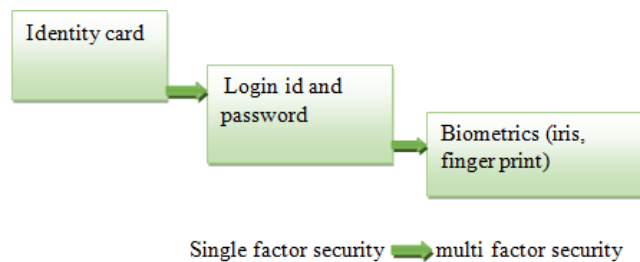 Identity card
Login id and
password
Biometrics (iris,
finger print)
Single factor security multi factor security